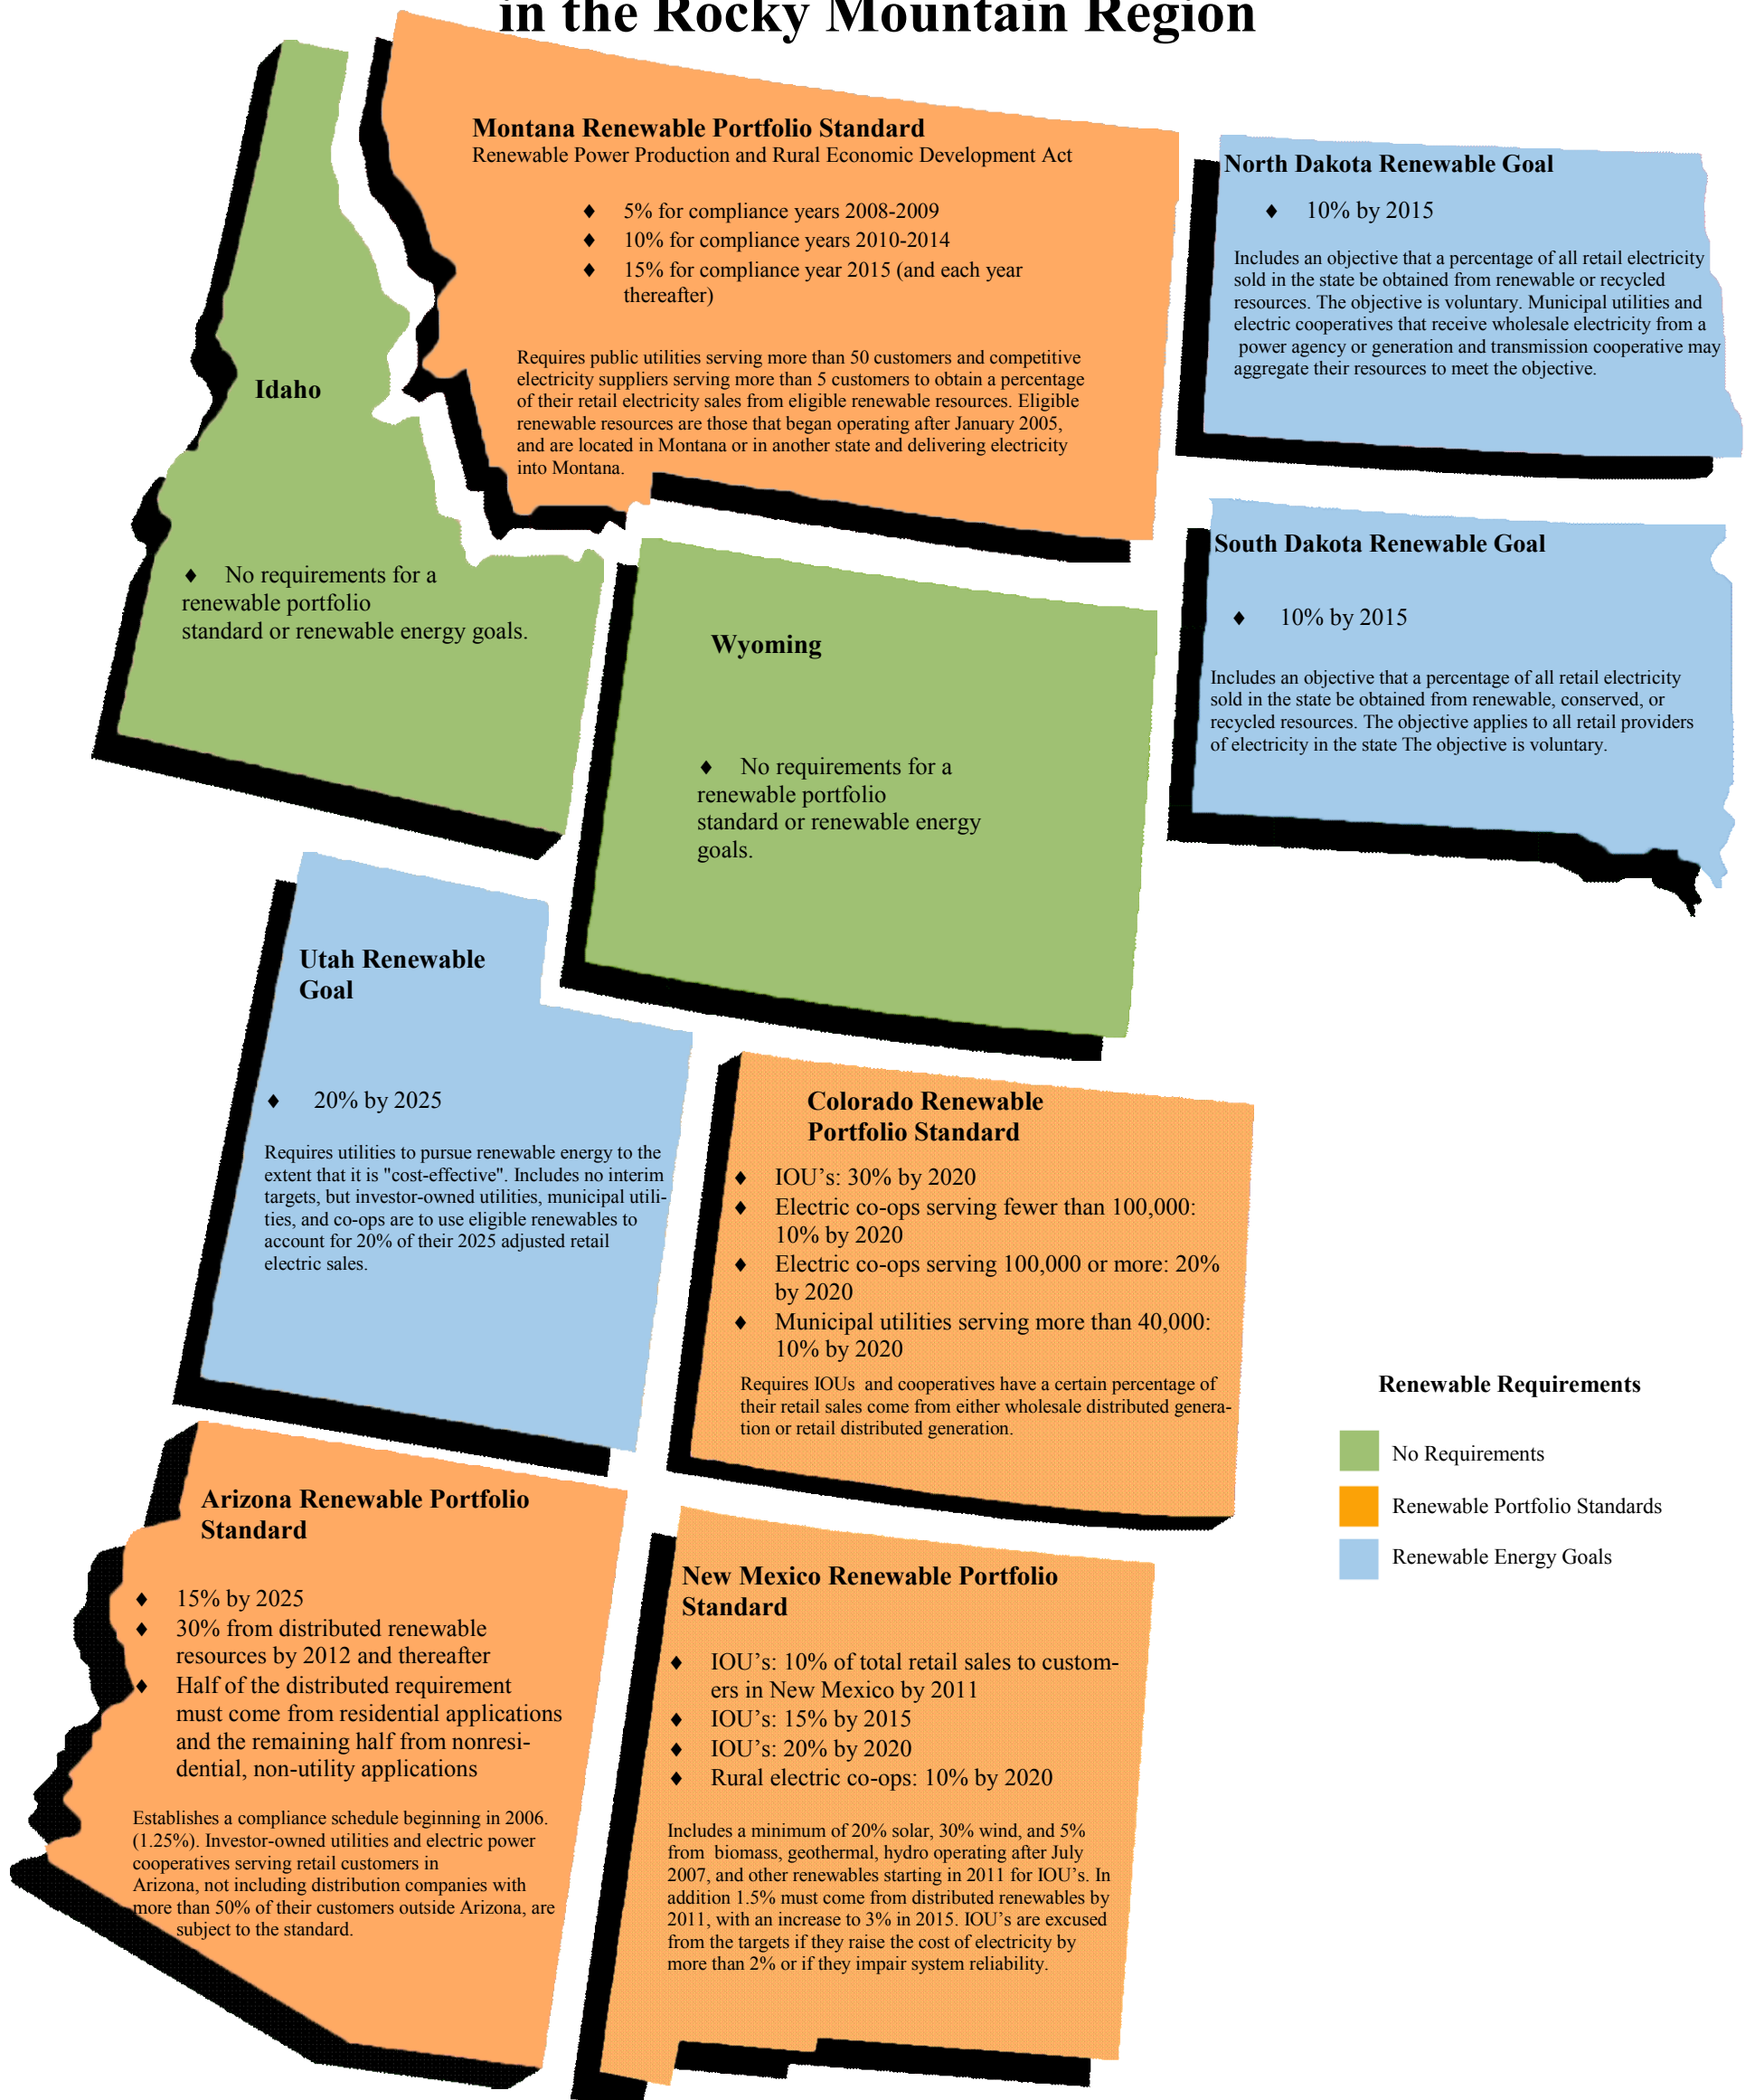 in the Rocky Mountain Region
Montana Renewable Portfolio Standard
Renewable Power Production and Rural Economic Development Act
♦ 5% for compliance years 2008-2009
♦ 10% for compliance years 2010-2014
♦ 15% for compliance year 2015 (and each year
thereafter)
Requires public utilities serving more than 50 customers and competitive
electricity suppliers serving more than 5 customers to obtain a percentage
of their retail electricity sales from eligible renewable resources. Eligible
renewable resources are those that began operating after January 2005,
and are located in Montana or in another state and delivering electricity
into Montana.
North Dakota Renewable Goal
♦ 10% by 2015
Includes an objective that a percentage of all retail electricity
sold in the state be obtained from renewable or recycled
resources. The objective is voluntary. Municipal utilities and
electric cooperatives that receive wholesale electricity from a
power agency or generation and transmission cooperative may
aggregate their resources to meet the objective.
Idaho
♦ No requirements for a
renewable portfolio
standard or renewable energy goals.
Wyoming
♦ No requirements for a
renewable portfolio
standard or renewable energy
goals.
South Dakota Renewable Goal
♦ 10% by 2015
Includes an objective that a percentage of all retail electricity
sold in the state be obtained from renewable, conserved, or
recycled resources. The objective applies to all retail providers
of electricity in the state The objective is voluntary.
Utah Renewable
Goal
♦ 20% by 2025
Requires utilities to pursue renewable energy to the
extent that it is "cost-effective". Includes no interim
targets, but investor-owned utilities, municipal utili-
ties, and co-ops are to use eligible renewables to
account for 20% of their 2025 adjusted retail
electric sales.
Colorado Renewable
Portfolio Standard
♦ IOU’s: 30% by 2020
♦ Electric co-ops serving fewer than 100,000:
10% by 2020
♦ Electric co-ops serving 100,000 or more: 20%
by 2020
♦ Municipal utilities serving more than 40,000:
10% by 2020
Requires IOUs and cooperatives have a certain percentage of
their retail sales come from either wholesale distributed genera-
tion or retail distributed generation.
Renewable Requirements
No Requirements
Renewable Portfolio Standards
Renewable Energy Goals
Arizona Renewable Portfolio
Standard
♦ 15% by 2025
♦ 30% from distributed renewable
resources by 2012 and thereafter
♦ Half of the distributed requirement
must come from residential applications
and the remaining half from nonresi-
dential, non-utility applications
Establishes a compliance schedule beginning in 2006.
(1.25%). Investor-owned utilities and electric power
cooperatives serving retail customers in
Arizona, not including distribution companies with
more than 50% of their customers outside Arizona, are
subject to the standard.
New Mexico Renewable Portfolio
Standard
♦ IOU’s: 10% of total retail sales to custom-
ers in New Mexico by 2011
♦ IOU’s: 15% by 2015
♦ IOU’s: 20% by 2020
♦ Rural electric co-ops: 10% by 2020
Includes a minimum of 20% solar, 30% wind, and 5%
from biomass, geothermal, hydro operating after July
2007, and other renewables starting in 2011 for IOU’s. In
addition 1.5% must come from distributed renewables by
2011, with an increase to 3% in 2015. IOU’s are excused
from the targets if they raise the cost of electricity by
more than 2% or if they impair system reliability.